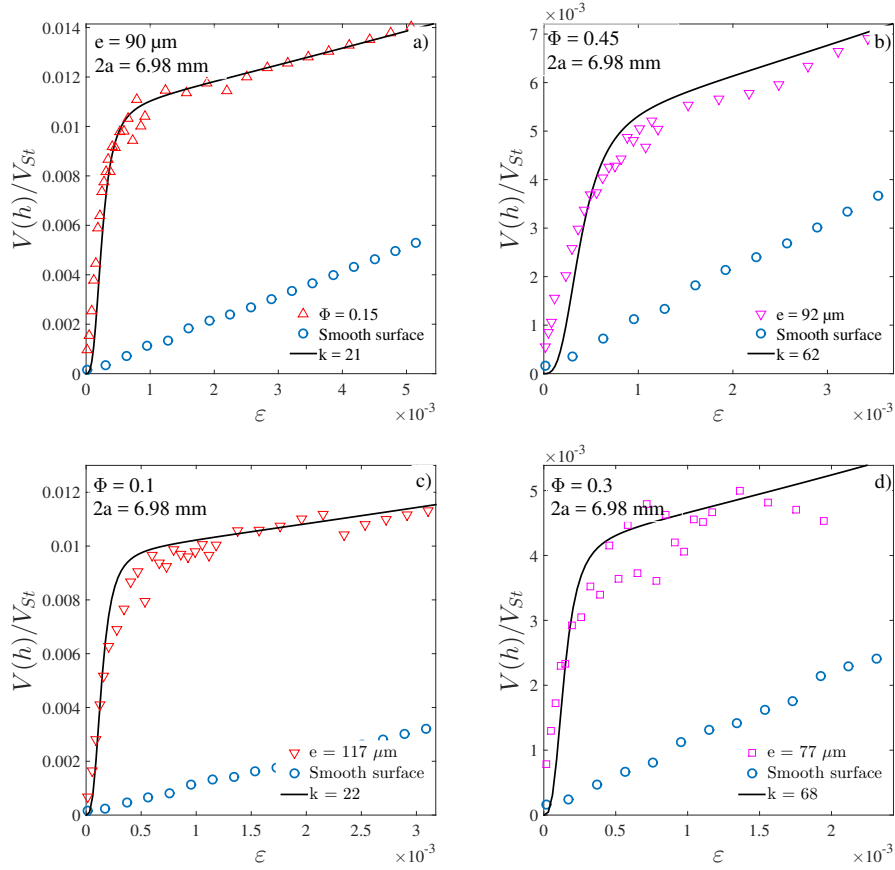 a)
e = 90 µm
2a = 6.98 mm
V(h)/V_St
0.014
0.012
0.01
0.008
0.006
0.004
0.002
0
Φ = 0.15
Smooth surface
k = 21
0 1 2 3 4 5
×10⁻³
ε
×10⁻³
b)
Φ = 0.45
2a = 6.98 mm
V(h)/V_St
7
6
5
4
3
2
1
0
e = 92 µm
Smooth surface
k = 62
0 1 2 3
×10⁻³
ε
c)
Φ = 0.1
2a = 6.98 mm
V(h)/V_St
0.012
0.01
0.008
0.006
0.004
0.002
0
e = 117 µm
Smooth surface
k = 22
0 0.5 1 1.5 2 2.5 3
×10⁻³
ε
×10⁻³
d)
Φ = 0.3
2a = 6.98 mm
V(h)/V_St
5
4
3
2
1
0
e = 77 µm
Smooth surface
k = 68
0 0.5 1 1.5 2
×10⁻³
ε